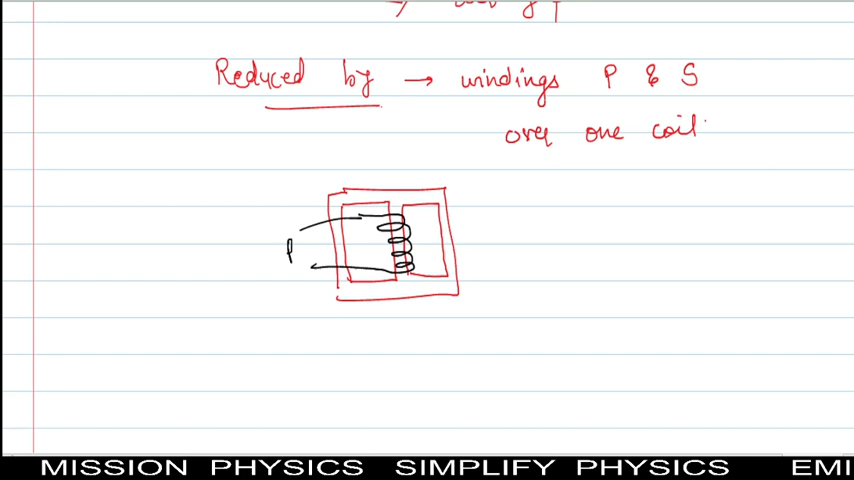 Reduced by → windings P & S
over one coil
P
MISSION PHYSICS SIMPLIFY PHYSICS EMI